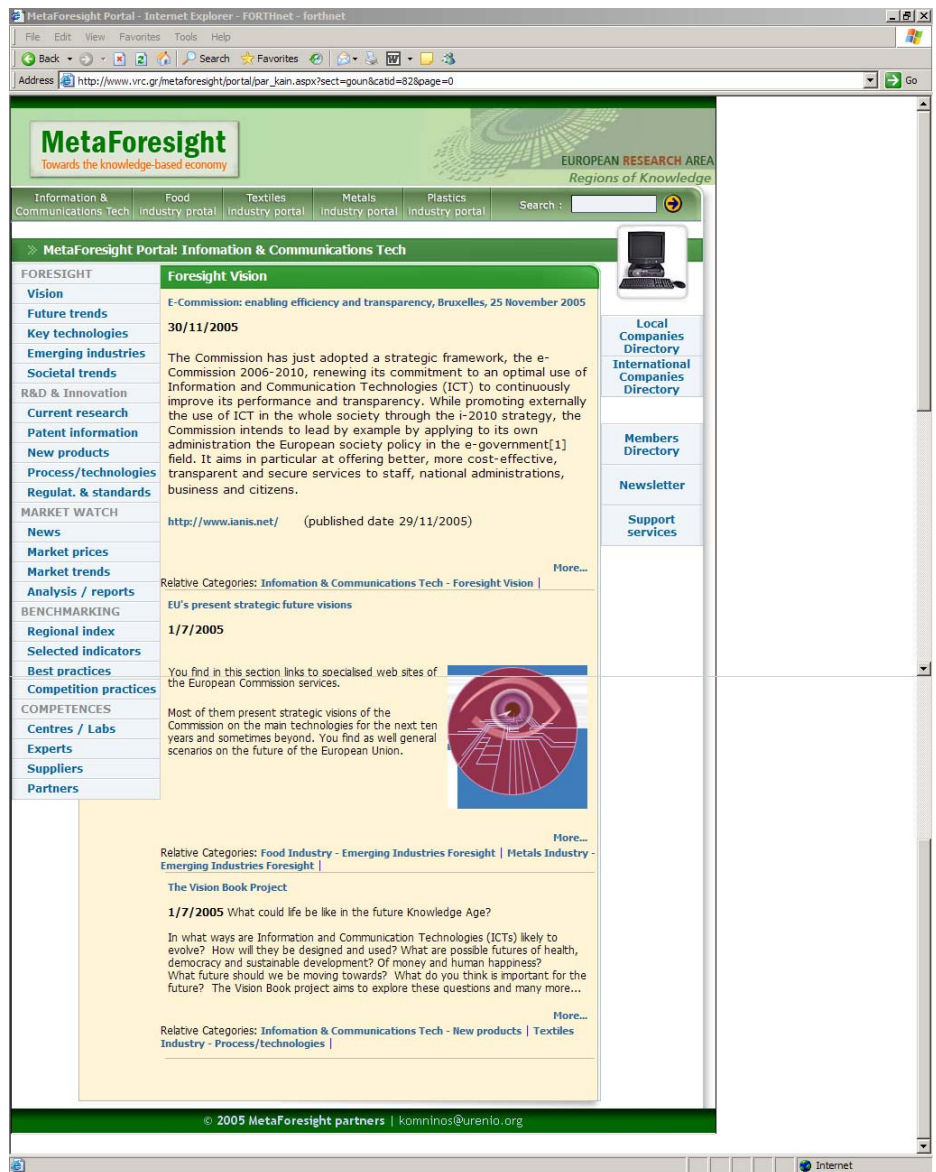 MetaForesight Portal - Internet Explorer - FORTHnet - forthnet
File Edit View Favorites Tools Help
Back Search Favorites
Address http://www.vrc.gr/metaforesight/portal/par_kain.aspx?sect=goun&catid=82&page=0 Go
MetaForesight
Towards the knowledge-based economy
EUROPEAN RESEARCH AREA
Regions of Knowledge
Information & Communications Tech
Food industry protal
Textiles industry portal
Metals industry portal
Plastics industry portal
Search :
» MetaForesight Portal: Infomation & Communications Tech
FORESIGHT
Vision
Future trends
Key technologies
Emerging industries
Societal trends
R&D & Innovation
Current research
Patent information
New products
Process/technologies
Regulat. & standards
MARKET WATCH
News
Market prices
Market trends
Analysis / reports
BENCHMARKING
Regional index
Selected indicators
Best practices
Competition practices
COMPETENCES
Centres / Labs
Experts
Suppliers
Partners
Foresight Vision
E-Commission: enabling efficiency and transparency, Bruxelles, 25 November 2005
30/11/2005
The Commission has just adopted a strategic framework, the e-
Commission 2006-2010, renewing its commitment to an optimal use of
Information and Communication Technologies (ICT) to continuously
improve its performance and transparency. While promoting externally
the use of ICT in the whole society through the i-2010 strategy, the
Commission intends to lead by example by applying to its own
administration the European society policy in the e-government[1]
field. It aims in particular at offering better, more cost-effective,
transparent and secure services to staff, national administrations,
business and citizens.
http://www.ianis.net/ (published date 29/11/2005)
More...
Relative Categories: Infomation & Communications Tech - Foresight Vision |
EU's present strategic future visions
1/7/2005
You find in this section links to specialised web sites of
the European Commission services.
Most of them present strategic visions of the
Commission on the main technologies for the next ten
years and sometimes beyond. You find as well general
scenarios on the future of the European Union.
More...
Relative Categories: Food Industry - Emerging Industries Foresight | Metals Industry -
Emerging Industries Foresight |
The Vision Book Project
1/7/2005 What could life be like in the future Knowledge Age?
In what ways are Information and Communication Technologies (ICTs) likely to
evolve? How will they be designed and used? What are possible futures of health,
democracy and sustainable development? Of money and human happiness?
What future should we be moving towards? What do you think is important for the
future? The Vision Book project aims to explore these questions and many more...
More...
Relative Categories: Infomation & Communications Tech - New products | Textiles
Industry - Process/technologies |
Local
Companies
Directory
International
Companies
Directory
Members
Directory
Newsletter
Support
services
© 2005 MetaForesight partners | komninos@urenio.org
Internet